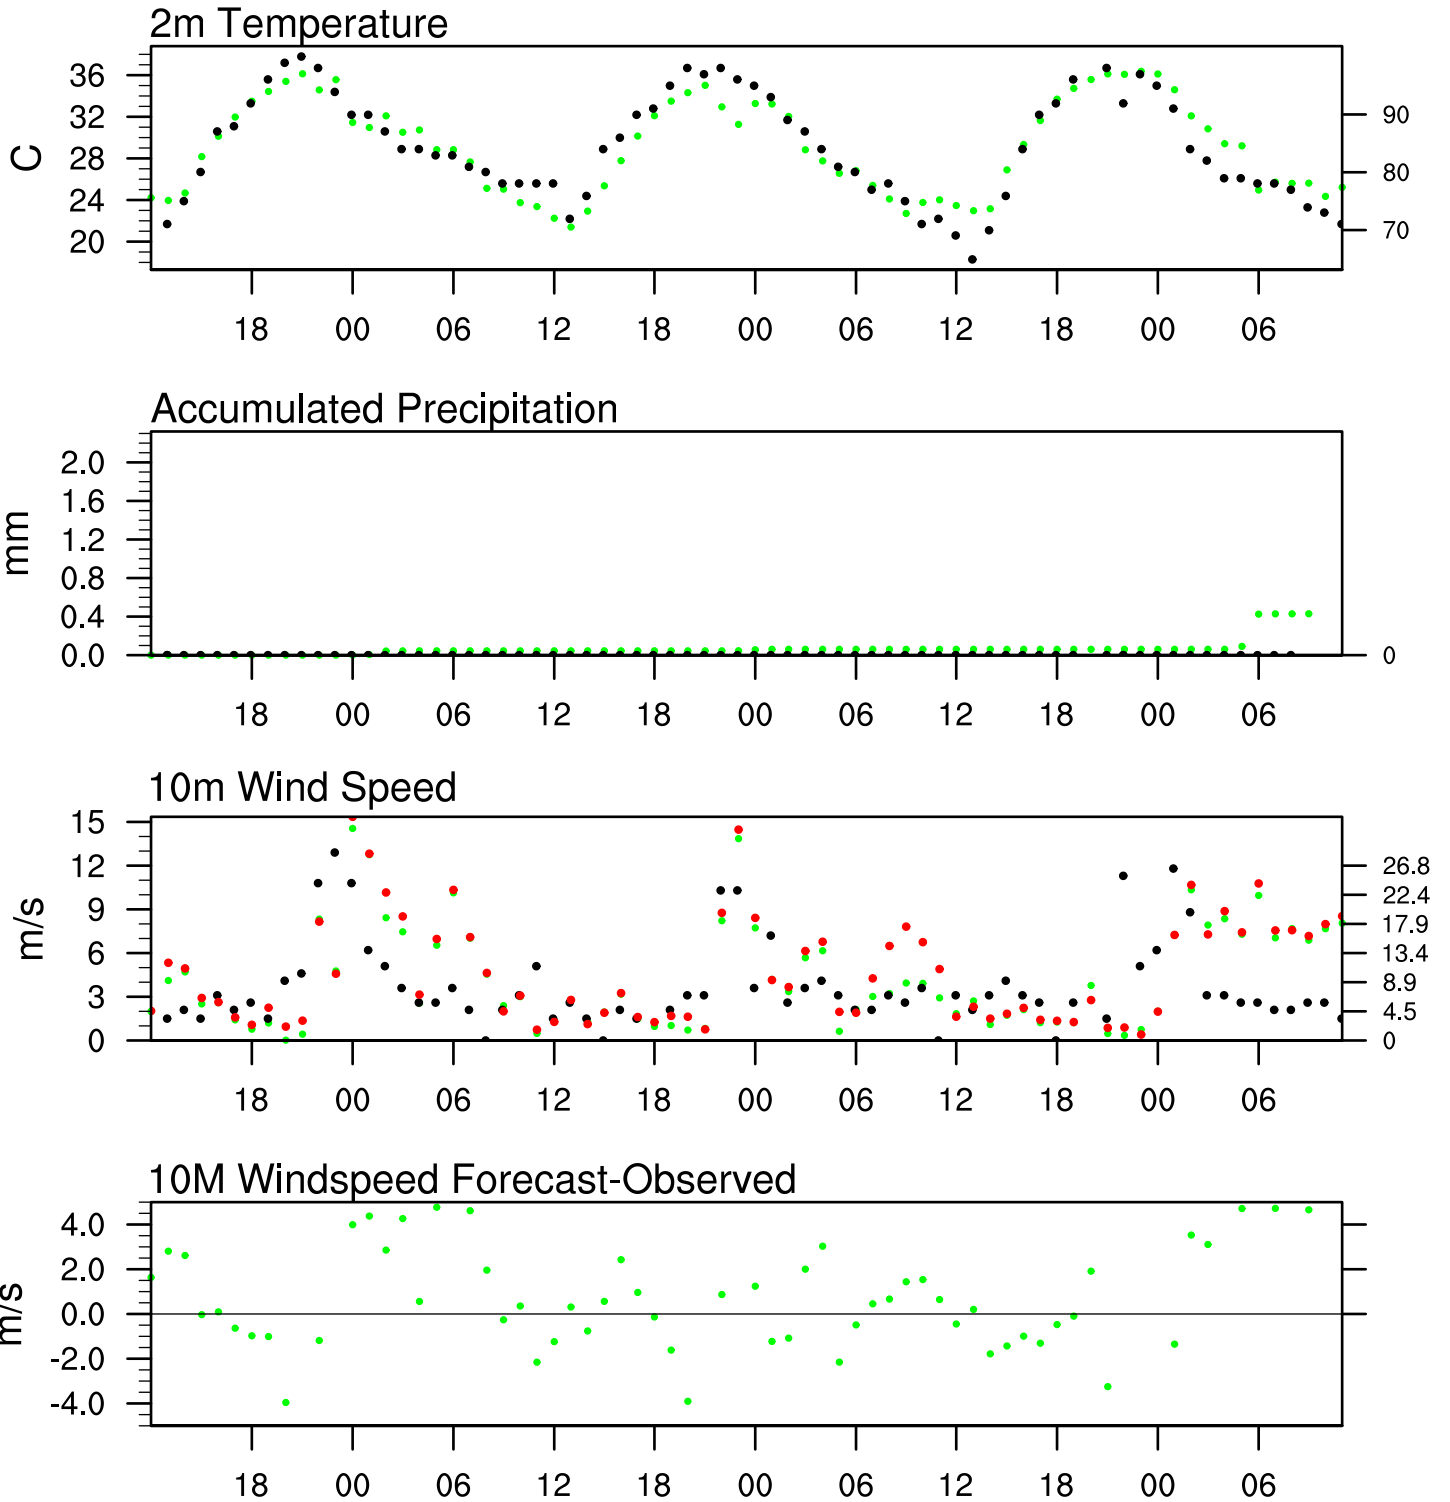 2m Temperature
C
36
32
28
24
20
90
80
70
18 00 06 12 18 00 06 12 18 00 06
Accumulated Precipitation
mm
2.0
1.6
1.2
0.8
0.4
0.0
0
18 00 06 12 18 00 06 12 18 00 06
10m Wind Speed
m/s
15
12
9
6
3
0
26.8
22.4
17.9
13.4
8.9
4.5
0
18 00 06 12 18 00 06 12 18 00 06
10M Windspeed Forecast-Observed
m/s
4.0
2.0
0.0
-2.0
-4.0
18 00 06 12 18 00 06 12 18 00 06